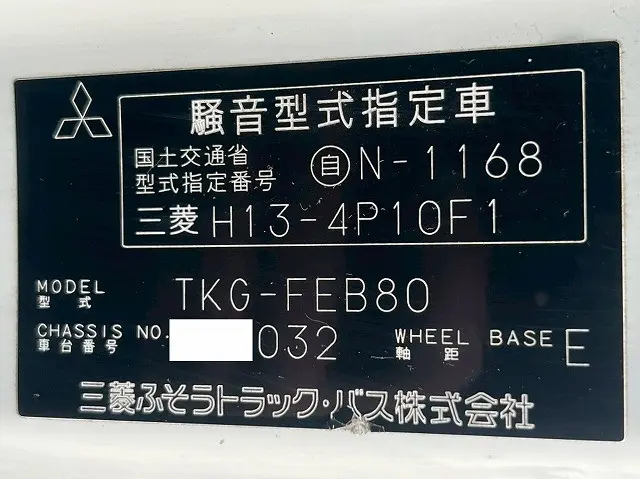 騒音型式指定車
国土交通省
型式指定番号 自N-1168
三菱 H13-4P10F1
MODEL
型式 TKG-FEB80
CHASSIS NO. 032 WHEEL BASE E
車台番号 軸距
三菱ふそうトラック・バス株式会社